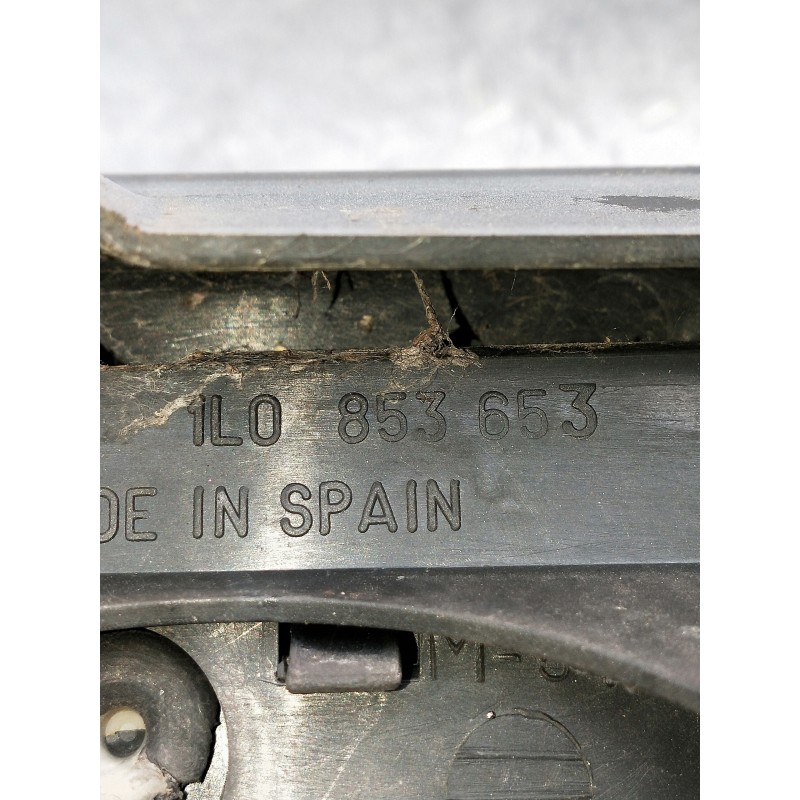 1L0 853 653
DE IN SPAIN
M-